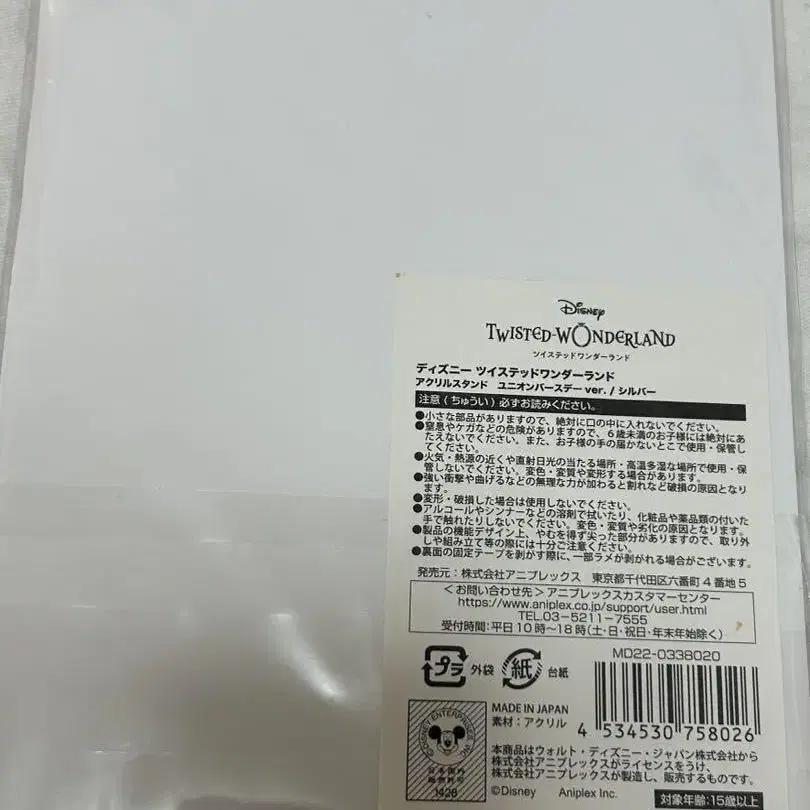 Disney
TWISTED-WONDERLAND
ツイステッドワンダーランド
ディズニー ツイステッドワンダーランド
アクリルスタンド ユニオンバースデー ver. / シルバー
注意(ちゅうい)必ずお読みください。
●小さな部品がありますので、絶対に口の中に入れないでください。
●窒息やケガなどの危険がありますので、6歳未満のお子様には絶対にあ
たえないでください。また、お子様の手の届かないとこで使用・保管し
てください。
●火気・熱源の近くや直射日光の当たる場所・高温多湿な場所で使用・保
管しないでください。変色・変質や変形する場合があります。
●強い衝撃や曲げるなどの無理な力が加わると割れなど破損の原因となり
ます。
●変形・破損した場合は使用しないでください。
●アルコールやシンナーなどの溶剤で拭いたり、化粧品や薬品類の付いた
手で触れたりしないでください。変色・変質や劣化の原因となります。
●製品の機能デザイン上、やむを得ず尖った部分がありますので、取り外
しや組み立て等の際には十分ご注意ください。
●裏面の固定テープを剥がす際に、一部ラメが剥がれる場合がございます。
発売元:株式会社アニプレックス 東京都千代田区六番町4番地5
<お問い合わせ先>アニプレックスカスタマーセンター
https://www.aniplex.co.jp/support/user.html
TEL.03-5211-7555
受付時間:平日10時~18時(土・日・祝日・年末年始除く)
プラ 外袋 紙 台紙
MD22-0338020
MADE IN JAPAN
素材:アクリル
4 534530 758026
1426
本商品はウォルト・ディズニー・ジャパン株式会社から
株式会社アニプレックスがライセンスをうけ、
株式会社アニプレックスが製造し、販売するものです。
©Disney Aniplex Inc.
対象年齢:15歳以上